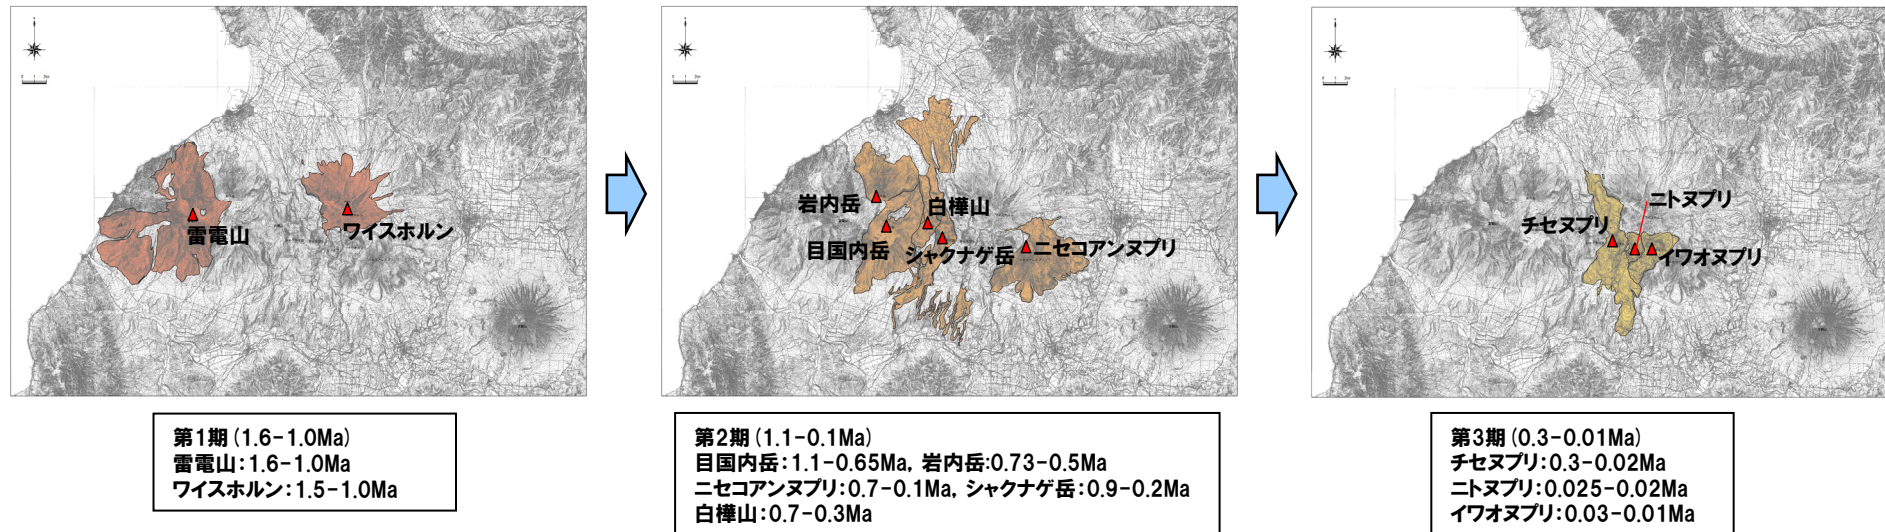 雷電山
ワイスホルン
第1期(1.6-1.0Ma)
雷電山:1.6-1.0Ma
ワイスホルン:1.5-1.0Ma
岩内岳
白樺山
目国内岳
シャクナゲ岳
ニセコアンヌプリ
第2期(1.1-0.1Ma)
目国内岳:1.1-0.65Ma, 岩内岳:0.73-0.5Ma
ニセコアンヌプリ:0.7-0.1Ma, シャクナゲ岳:0.9-0.2Ma
白樺山:0.7-0.3Ma
ニトヌプリ
チセヌプリ
イワオヌプリ
第3期(0.3-0.01Ma)
チセヌプリ:0.3-0.02Ma
ニトヌプリ:0.025-0.02Ma
イワオヌプリ:0.03-0.01Ma